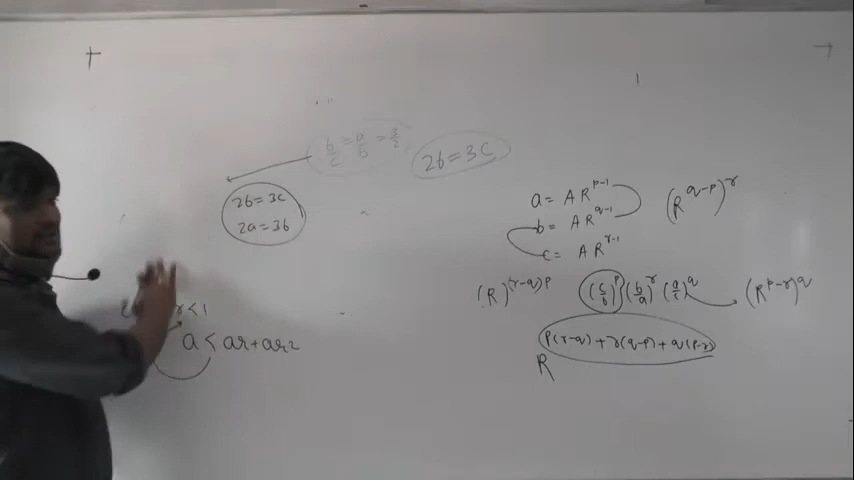 b/c = a/b = 3/2
2b = 3c
2b = 3c
2a = 3b
r < 1
a < ar + ar²
a = A R^(p-1)
b = A R^(q-1)
c = A R^(r-1)
(R^(q-p))^r
(R)^((r-q)p) (c/b)^p (b/a)^r (a/c)^q (R^(p-r))^q
R^(p(r-q) + r(q-p) + q(p-r))